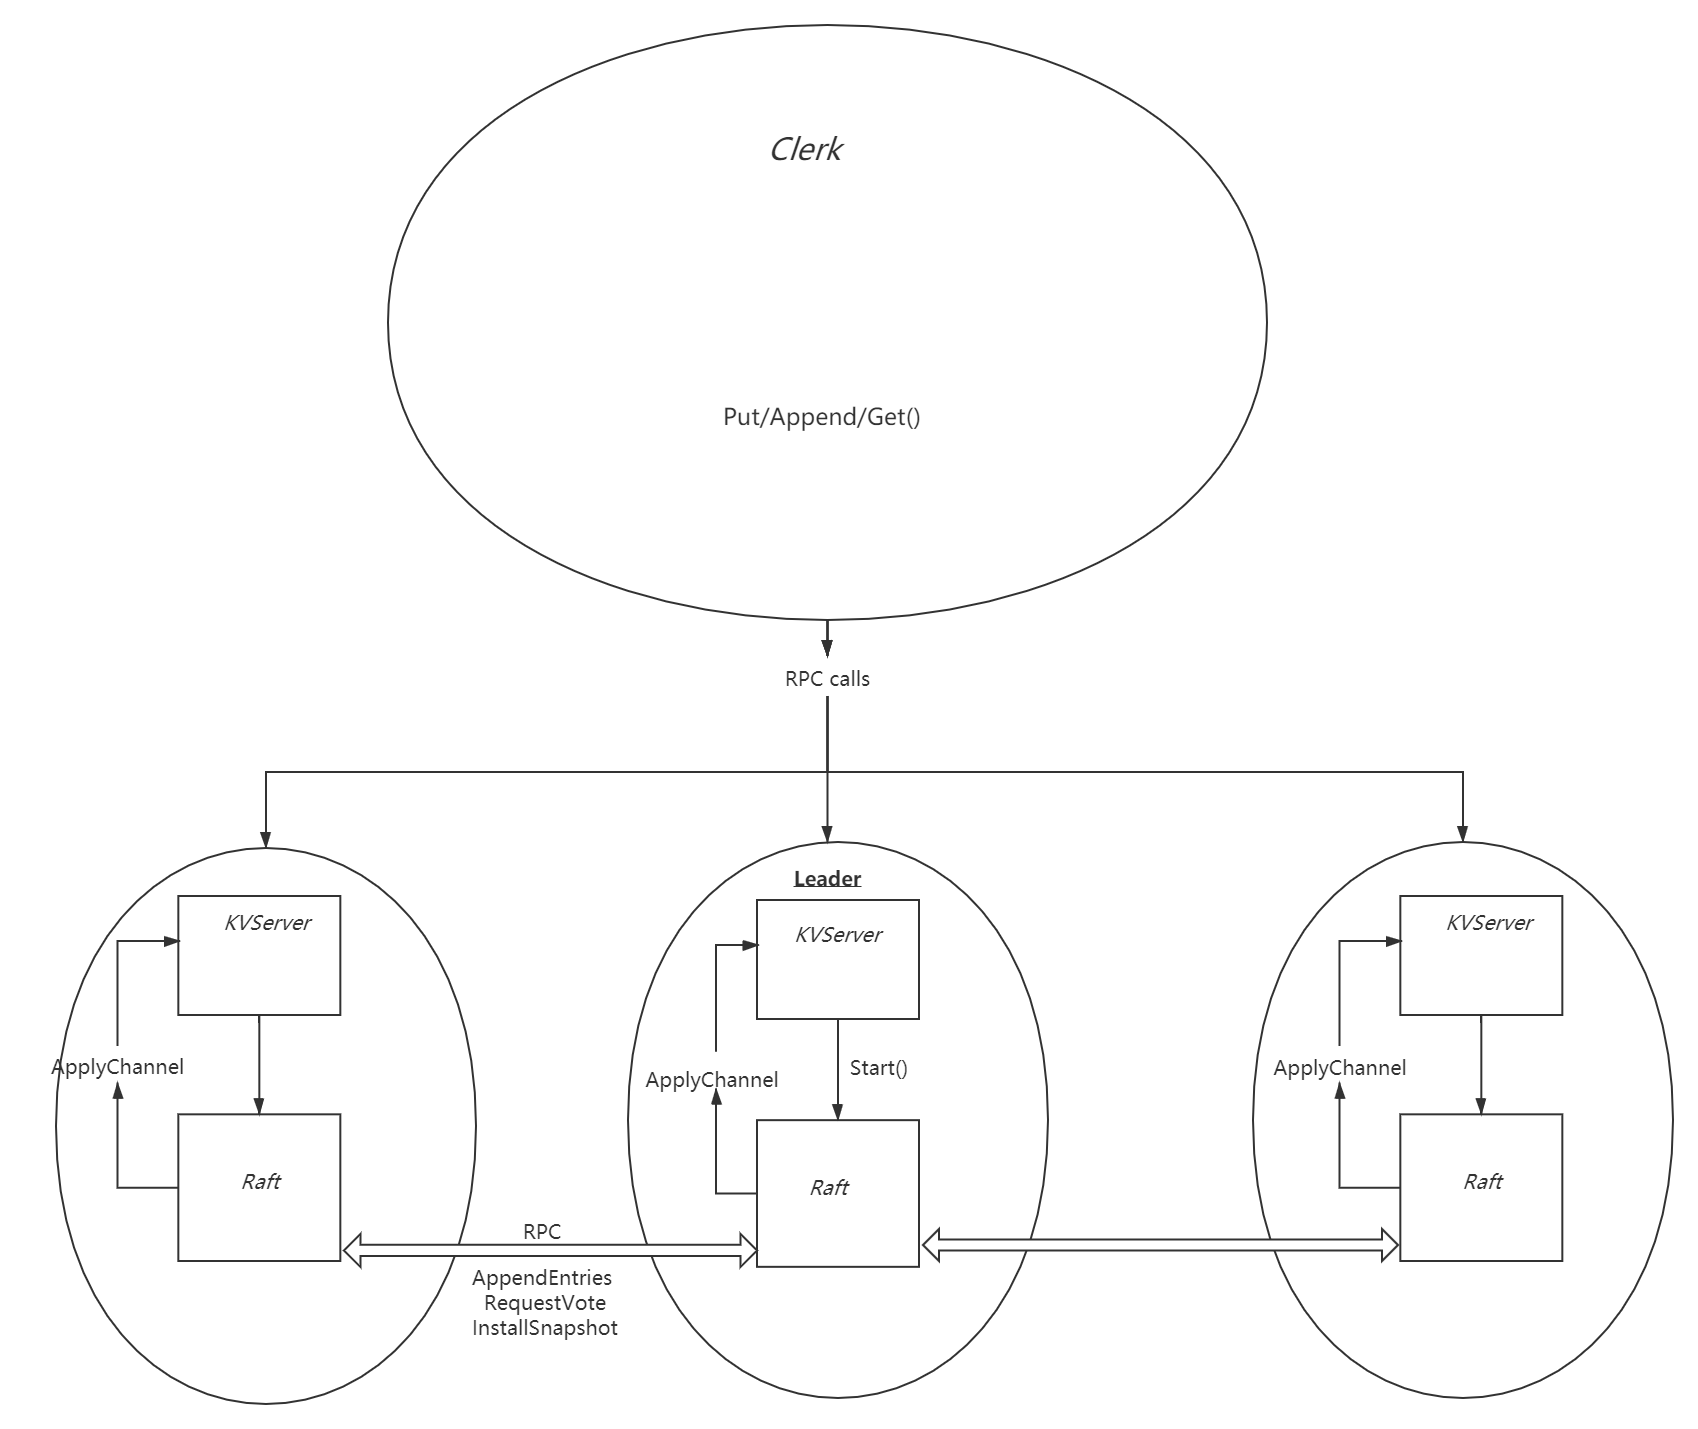 Clerk
Put/Append/Get()
RPC calls
Leader
KVServer
KVServer
KVServer
ApplyChannel
ApplyChannel
Start()
ApplyChannel
Raft
Raft
Raft
RPC
AppendEntries
RequestVote
InstallSnapshot